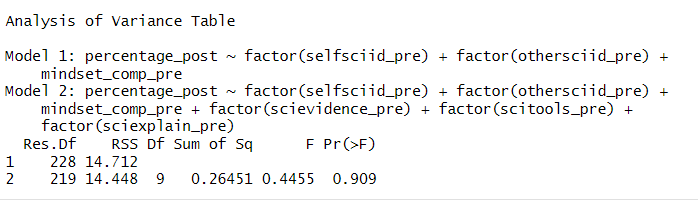 Analysis of Variance Table
Model 1: percentage_post ~ factor(selfsciid_pre) + factor(othersciid_pre) +
mindset_comp_pre
Model 2: percentage_post ~ factor(selfsciid_pre) + factor(othersciid_pre) +
mindset_comp_pre + factor(scievidence_pre) + factor(scitools_pre) +
factor(sciexplain_pre)
Res.Df RSS Df Sum of Sq F Pr(>F)
1 228 14.712
2 219 14.448 9 0.26451 0.4455 0.909